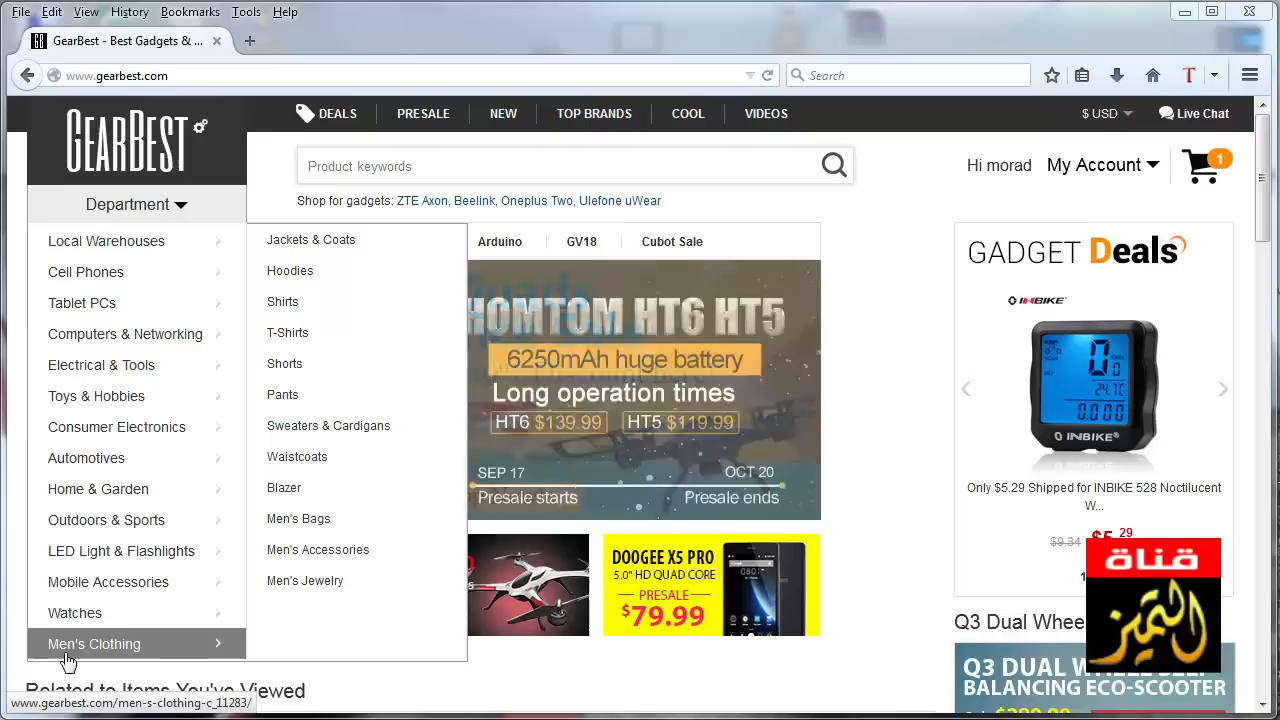 File Edit View History Bookmarks Tools Help
GearBest - Best Gadgets & ...
www.gearbest.com
Search
GEARBEST
DEALS PRESALE NEW TOP BRANDS COOL VIDEOS
$ USD Live Chat
Product keywords
Hi morad My Account 1
Shop for gadgets: ZTE Axon, Beelink, Oneplus Two, Ulefone uWear
Department
Local Warehouses
Cell Phones
Tablet PCs
Computers & Networking
Electrical & Tools
Toys & Hobbies
Consumer Electronics
Automotives
Home & Garden
Outdoors & Sports
LED Light & Flashlights
Mobile Accessories
Watches
Men's Clothing
Jackets & Coats
Hoodies
Shirts
T-Shirts
Shorts
Pants
Sweaters & Cardigans
Waistcoats
Blazer
Men's Bags
Men's Accessories
Men's Jewelry
Arduino GV18 Cubot Sale
HOMTOM HT6 HT5
6250mAh huge battery
Long operation times
HT6 $139.99 HT5 $119.99
SEP 17 OCT 20
Presale starts Presale ends
DOOGEE X5 PRO
5.0" HD QUAD CORE
PRESALE
$79.99
GADGET Deals
INBIKE
INBIKE
Only $5.29 Shipped for INBIKE 528 Noctilucent
W...
$9.34 $5.29
قناة
التميز
Q3 Dual Whee
Q3 DUAL WHEEL SELF
BALANCING ECO-SCOOTER
Related to Items You've Viewed
www.gearbest.com/men-s-clothing-c_11283/